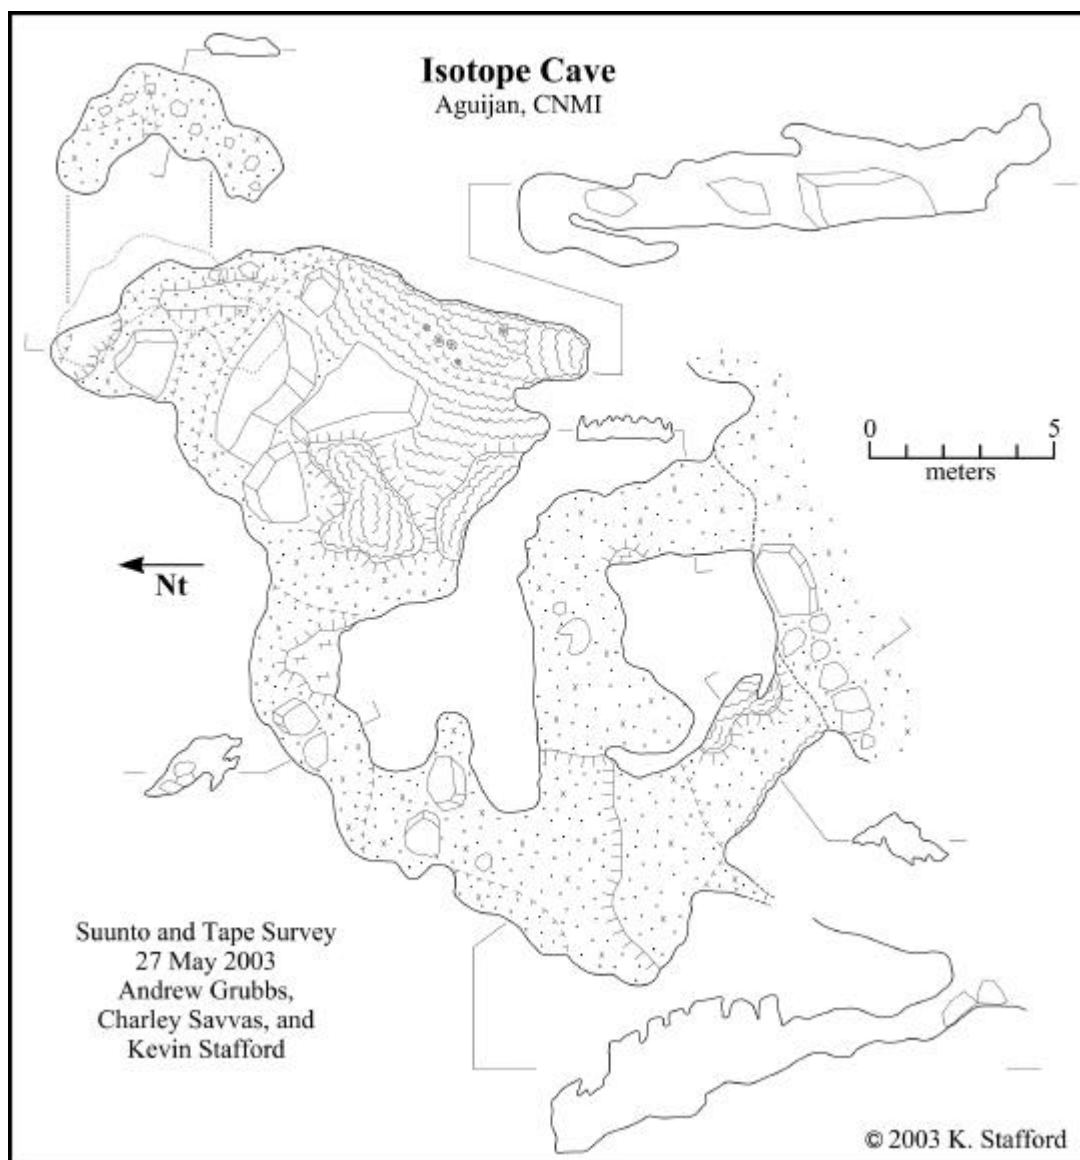 Isotope Cave
Aguijan, CNMI
0 5
meters
Nt
Suunto and Tape Survey
27 May 2003
Andrew Grubbs,
Charley Savvas, and
Kevin Stafford
© 2003 K. Stafford